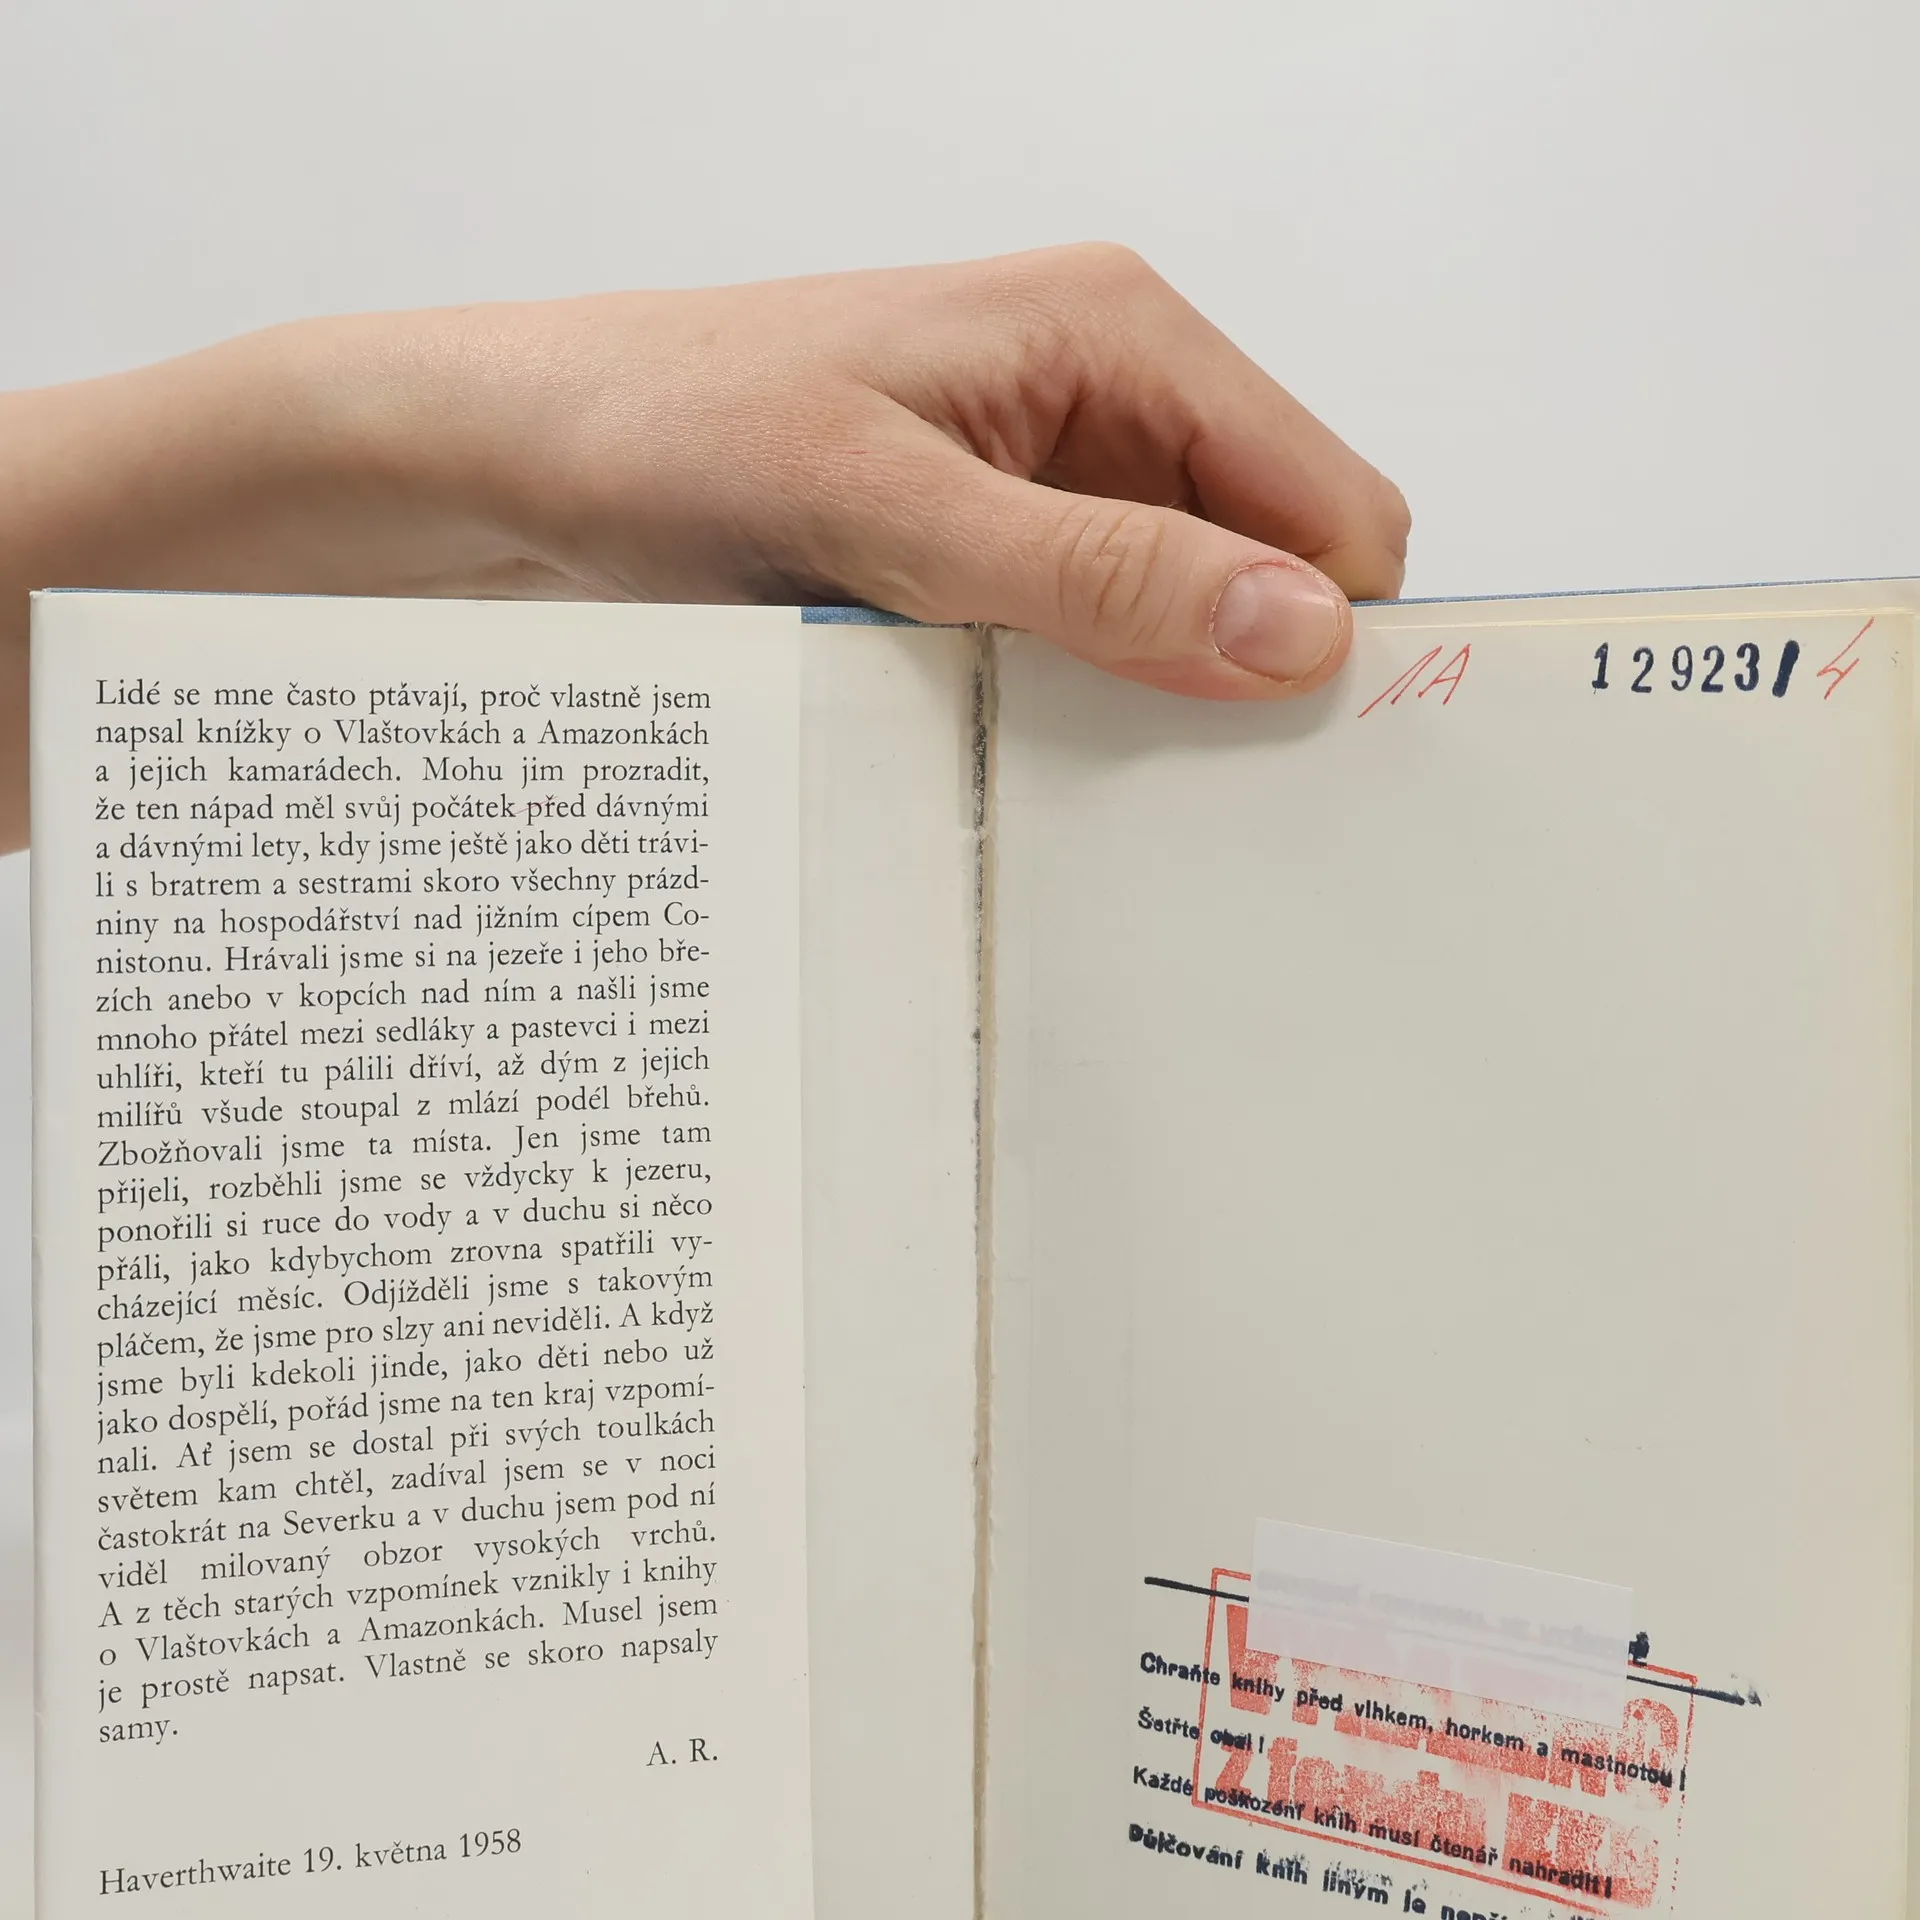 Lidé se mne často ptávají, proč vlastně jsem
napsal knížky o Vlaštovkách a Amazonkách
a jejich kamarádech. Mohu jim prozradit,
že ten nápad měl svůj počátek před dávnými
a dávnými lety, kdy jsme ještě jako děti trávi-
li s bratrem a sestrami skoro všechny prázd-
niny na hospodářství nad jižním cípem Co-
nistonu. Hrávali jsme si na jezeře i jeho bře-
zích anebo v kopcích nad ním a našli jsme
mnoho přátel mezi sedláky a pastevci i mezi
uhlíři, kteří tu pálili dříví, až dým z jejich
milířů všude stoupal z mlází podél břehů.
Zbožňovali jsme ta místa. Jen jsme tam
přijeli, rozběhli jsme se vždycky k jezeru,
ponořili si ruce do vody a v duchu si něco
přáli, jako kdybychom zrovna spatřili vy-
cházející měsíc. Odjížděli jsme s takovým
pláčem, že jsme pro slzy ani neviděli. A když
jsme byli kdekoli jinde, jako děti nebo už
jako dospělí, pořád jsme na ten kraj vzpomí-
nali. Ať jsem se dostal při svých toulkách
světem kam chtěl, zadíval jsem se v noci
častokrát na Severku a v duchu jsem pod ní
viděl milovaný obzor vysokých vrchů.
A z těch starých vzpomínek vznikly i knihy
o Vlaštovkách a Amazonkách. Musel jsem
je prostě napsat. Vlastně se skoro napsaly
samy.
A. R.
Haverthwaite 19. května 1958
1A 12923/4
Chraňte knihy před vlhkem, horkem a mastnotou!
Šetřte obal!
Každé poškození knih musí čtenář nahradit!
Půjčování knih jiným je